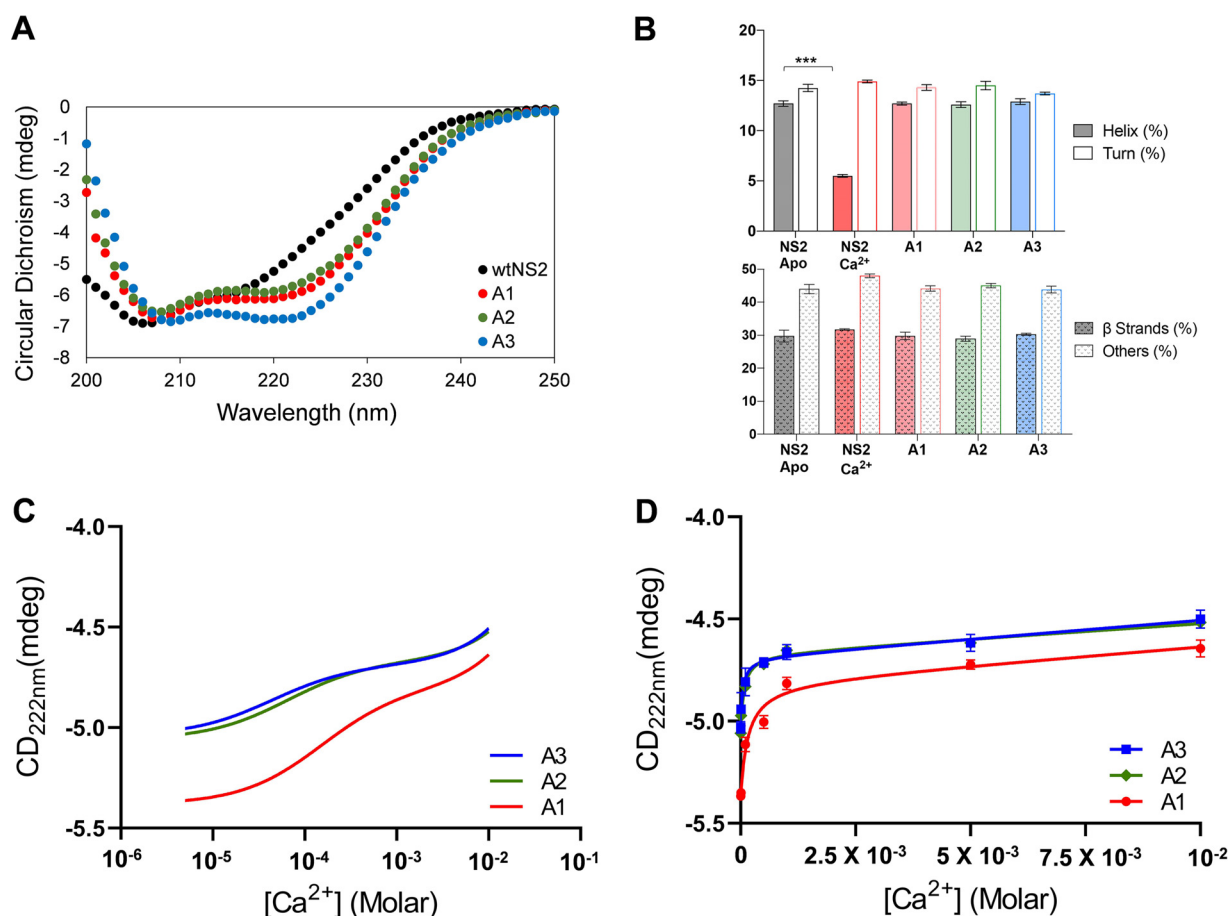 A
Circular Dichroism (mdeg)
0
-1
-2
-3
-4
-5
-6
-7
-8
200
210
220
230
240
250
Wavelength (nm)
wtNS2
A1
A2
A3
B
20
15
10
5
0
***
NS2 Apo
NS2 Ca²⁺
A1
A2
A3
Helix (%)
Turn (%)
50
40
30
20
10
0
NS2 Apo
NS2 Ca²⁺
A1
A2
A3
β Strands (%)
Others (%)
C
CD₂₂₂nm(mdeg)
-4.0
-4.5
-5.0
-5.5
10⁻⁶
10⁻⁵
10⁻⁴
10⁻³
10⁻²
10⁻¹
[Ca²⁺] (Molar)
A3
A2
A1
D
CD₂₂₂nm(mdeg)
-4.0
-4.5
-5.0
-5.5
0
2.5 X 10⁻³
5 X 10⁻³
7.5 X 10⁻³
10⁻²
[Ca²⁺] (Molar)
A3
A2
A1